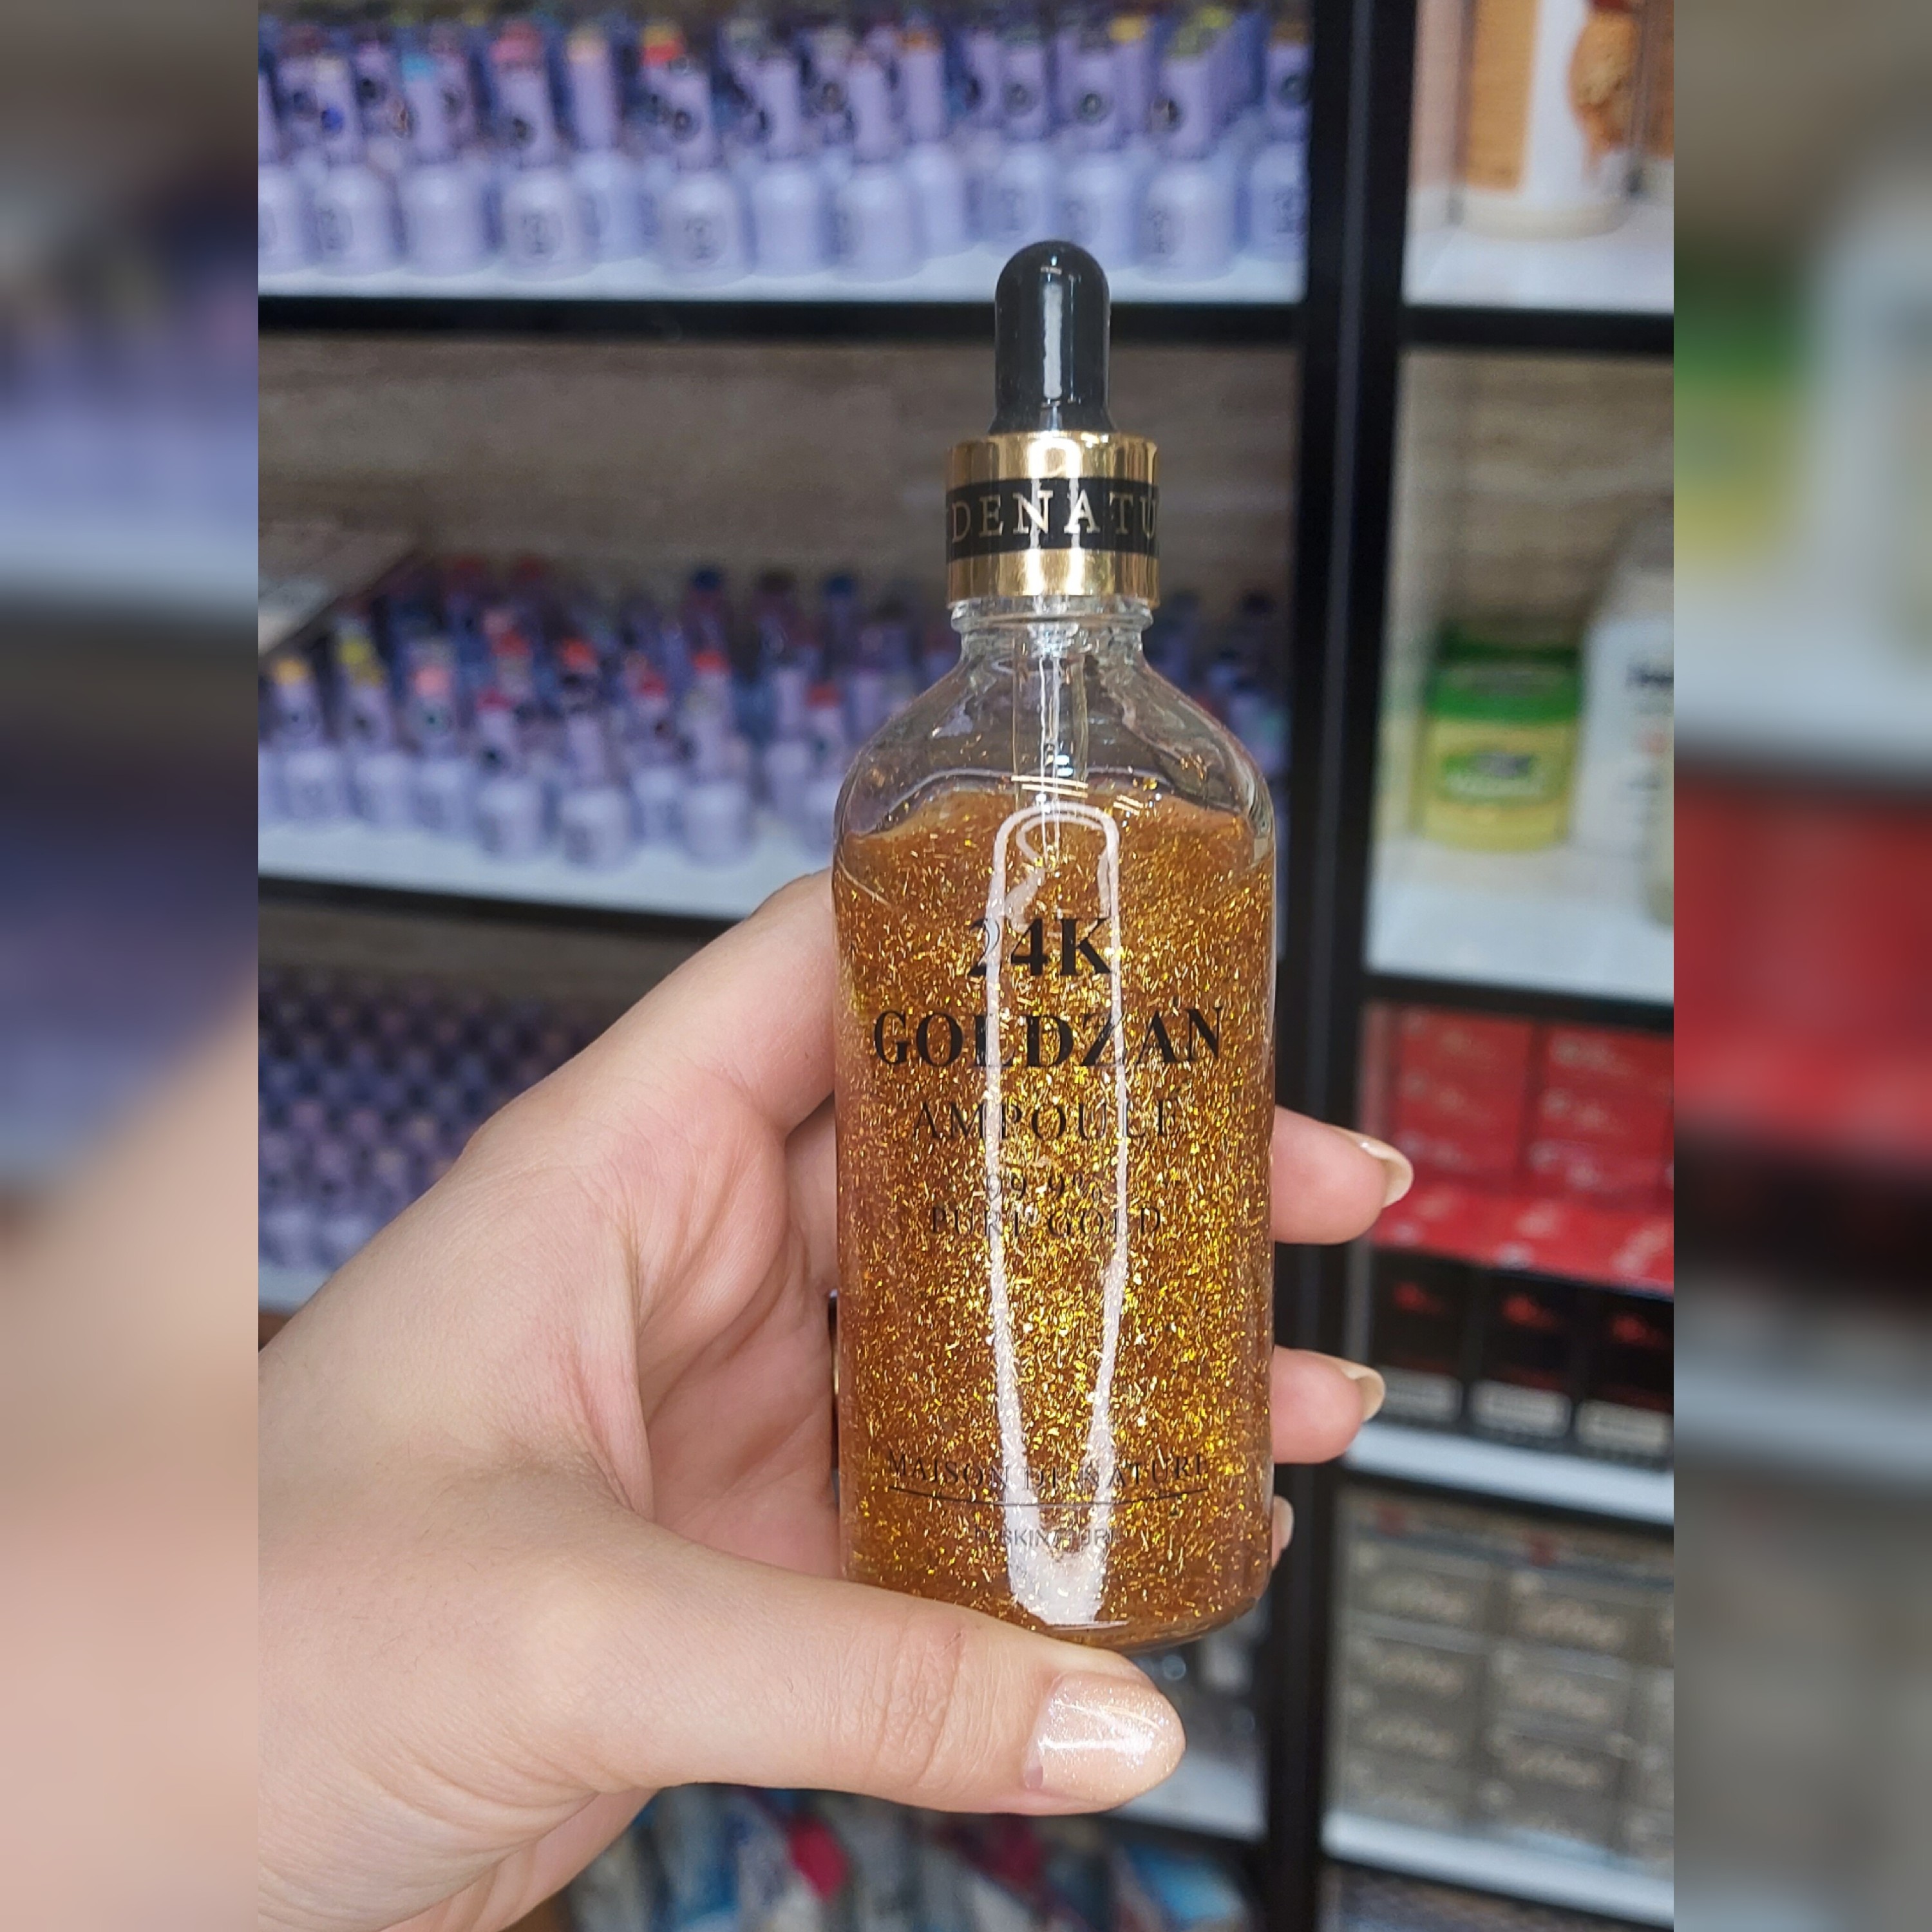 DENATU
24K
GOLDZAN
AMPOULE
99.9%
PURE GOLD
MAISON DE NATURE